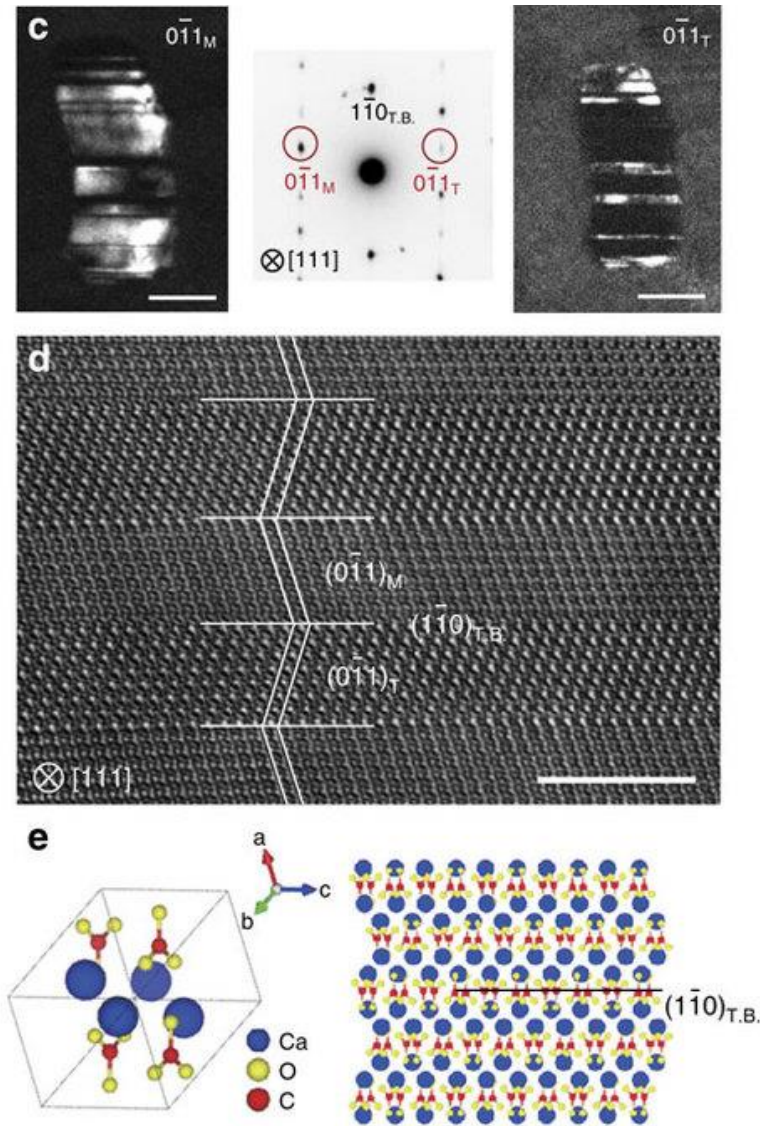 c
01̄1M
11̄0T.B.
01̄1M
01̄1T
⊗[111]
01̄1T
d
(01̄1)M
(11̄0)T.B.
(01̄1)T
⊗[111]
e
a
c
b
Ca
O
C
(11̄0)T.B.